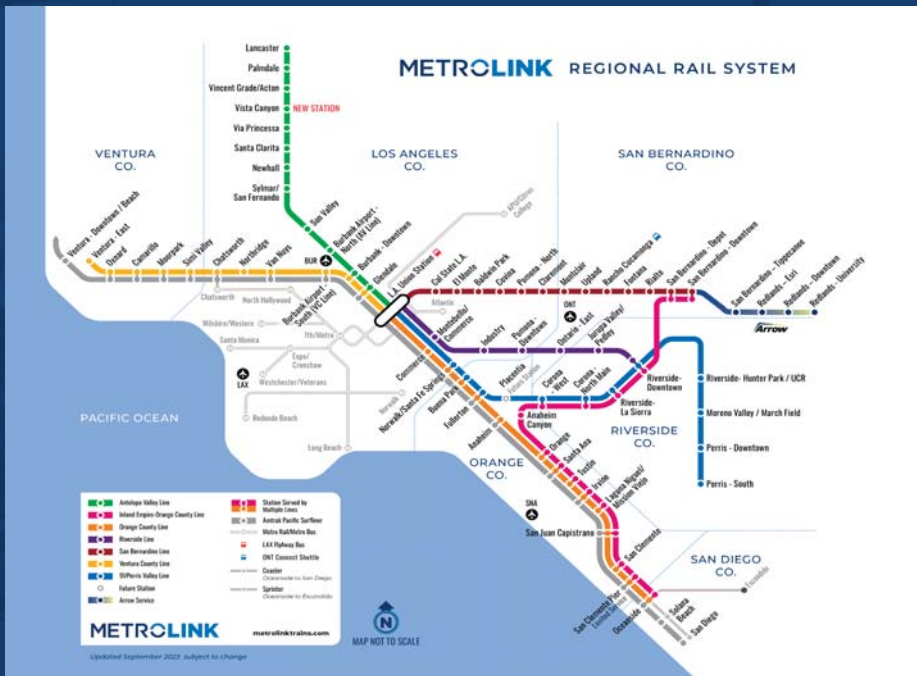 METROLINK REGIONAL RAIL SYSTEM
Lancaster
Palmdale
Vincent Grade/Acton
Vista Canyon
NEW STATION
Via Princessa
Santa Clarita
Newhall
Sylmar/
San Fernando
VENTURA
CO.
LOS ANGELES
CO.
SAN BERNARDINO
CO.
Sun Valley
Burbank Airport -
North (AV Line)
Burbank - Downtown
Glendale
L.A. Union Station
BUR
Ventura - Downtown / Beach
Ventura - East
Oxnard
Camarillo
Moorpark
Simi Valley
Chatsworth
Northridge
Van Nuys
Burbank Airport -
South (VC Line)
APU/Citrus
College
Cal State L.A.
El Monte
Baldwin Park
Covina
Pomona - North
Claremont
Montclair
Upland
Rancho Cucamonga
Fontana
Rialto
San Bernardino - Depot
San Bernardino - Downtown
San Bernardino - Tippecanoe
Redlands - Esri
Redlands - Downtown
Redlands - University
Arrow
ONT
Chatsworth
North Hollywood
Wilshire/Western
7th/Metro
Santa Monica
Expo/
Crenshaw
LAX
Westchester/Veterans
Redondo Beach
Long Beach
Norwalk
Atlantic
Montebello/
Commerce
Industry
Pomona -
Downtown
Ontario - East
Jurupa Valley/
Pedley
Riverside-
Downtown
Commerce
Norwalk/Santa Fe Springs
Buena Park
Fullerton
Anaheim
Placentia
Future Station
Corona
- West
Corona -
North Main
Riverside-
La Sierra
Anaheim
Canyon
Riverside- Hunter Park / UCR
Moreno Valley / March Field
Perris - Downtown
Perris - South
RIVERSIDE
CO.
ORANGE
CO.
PACIFIC OCEAN
Orange
Santa Ana
Tustin
Irvine
Laguna Niguel/
Mission Viejo
SNA
San Juan Capistrano
San Clemente
San Clemente Pier
Limited Service
Oceanside
SAN DIEGO
CO.
Escondido
Solana
Beach
San Diego
Antelope Valley Line
Inland Empire-Orange County Line
Orange County Line
Riverside Line
San Bernardino Line
Ventura County Line
91/Perris Valley Line
Future Station
Arrow Service
Station Served by
Multiple Lines
Amtrak Pacific Surfliner
Metro Rail/Metro Bus
LAX Flyaway Bus
ONT Connect Shuttle
Coaster
Oceanside to San Diego
Sprinter
Oceanside to Escondido
METROLINK
metrolinktrains.com
Updated September 2023 subject to change
N
MAP NOT TO SCALE